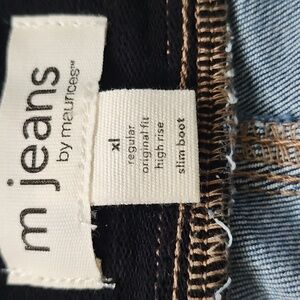 m jeans
by maurices™
xl
regular
original fit
high rise
slim boot